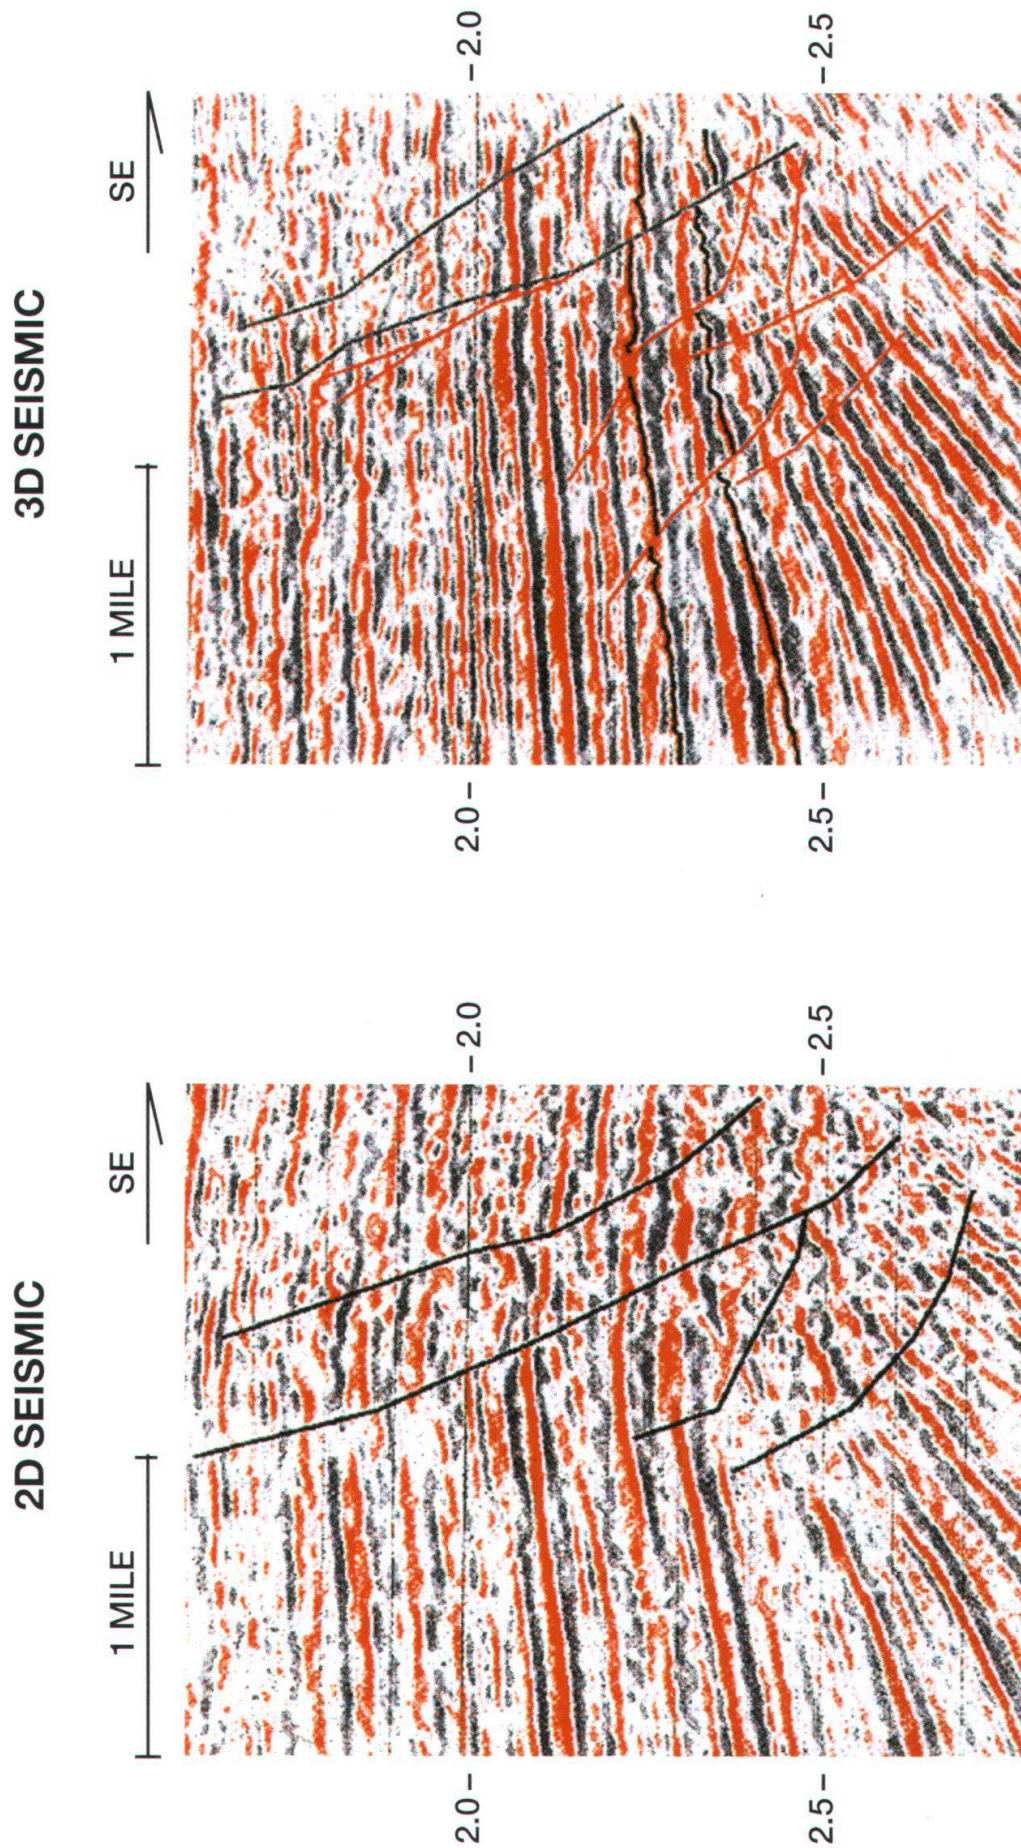 2D SEISMIC
1 MILE
SE
2.0 –
– 2.0
2.5 –
– 2.5
3D SEISMIC
1 MILE
SE
2.0 –
– 2.0
2.5 –
– 2.5